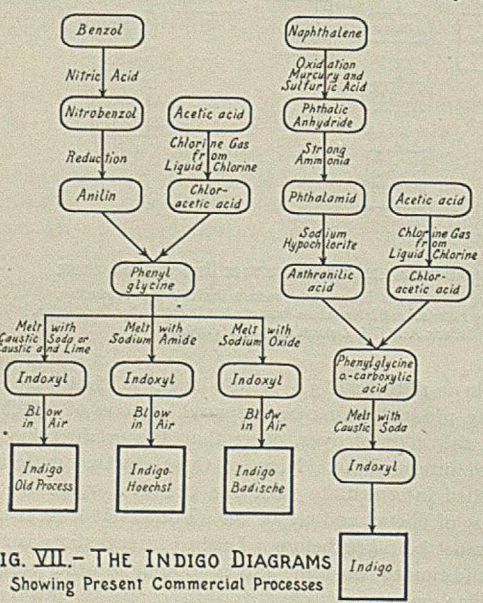 Benzol
Nitric Acid
Nitrobenzol
Reduction
Anilin
Acetic acid
Chlorine Gas
from
Liquid Chlorine
Chlor-
acetic acid
Phenyl
glycine
Melt with
Caustic Soda or
Caustic and Lime
Indoxyl
Blow
in Air
Indigo
Old Process
Melt with
Sodium Amide
Indoxyl
Blow
in Air
Indigo-
Hoechst
Melt with
Sodium Oxide
Indoxyl
Blow
in Air
Indigo
Badische
Naphthalene
Oxidation
Murcury and
Sulfuric Acid
Phthalic
Anhydride
Strong
Ammonia
Phthalamid
Sodium
Hypochlorite
Anthranilic
acid
Acetic acid
Chlorine Gas
from
Liquid Chlorine
Chlor-
acetic acid
Phenylglycine
o.-carboxylic
acid
Melt with
Caustic Soda
Indoxyl
Indigo
IG. VII.- THE INDIGO DIAGRAMS
Showing Present Commercial Processes